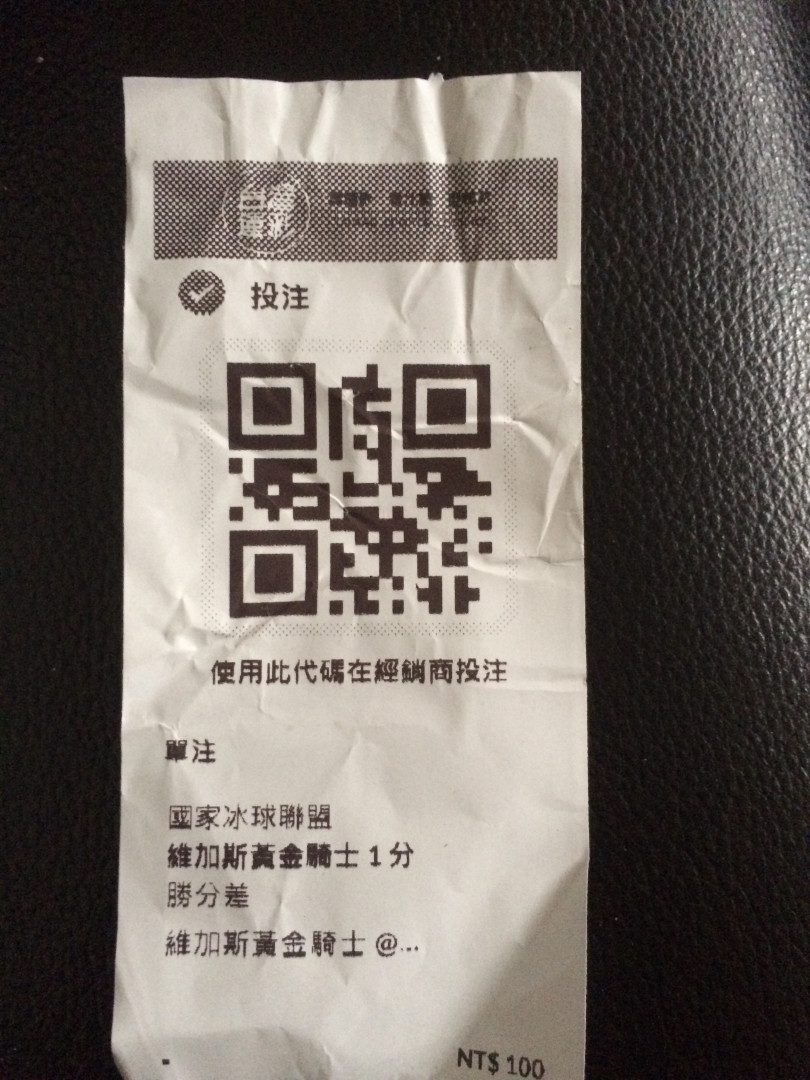 投注
使用此代碼在經銷商投注
單注
國家冰球聯盟
維加斯黃金騎士 1 分
勝分差
維加斯黃金騎士 @...
NT$ 100